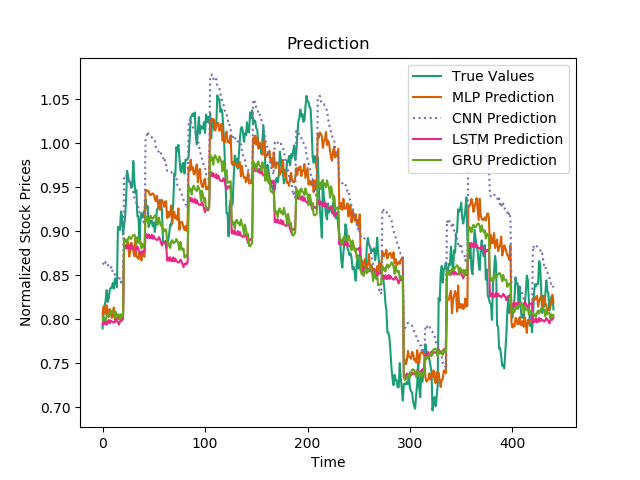 Prediction
True Values
MLP Prediction
CNN Prediction
LSTM Prediction
GRU Prediction
Normalized Stock Prices
1.05
1.00
0.95
0.90
0.85
0.80
0.75
0.70
0
100
200
300
400
Time